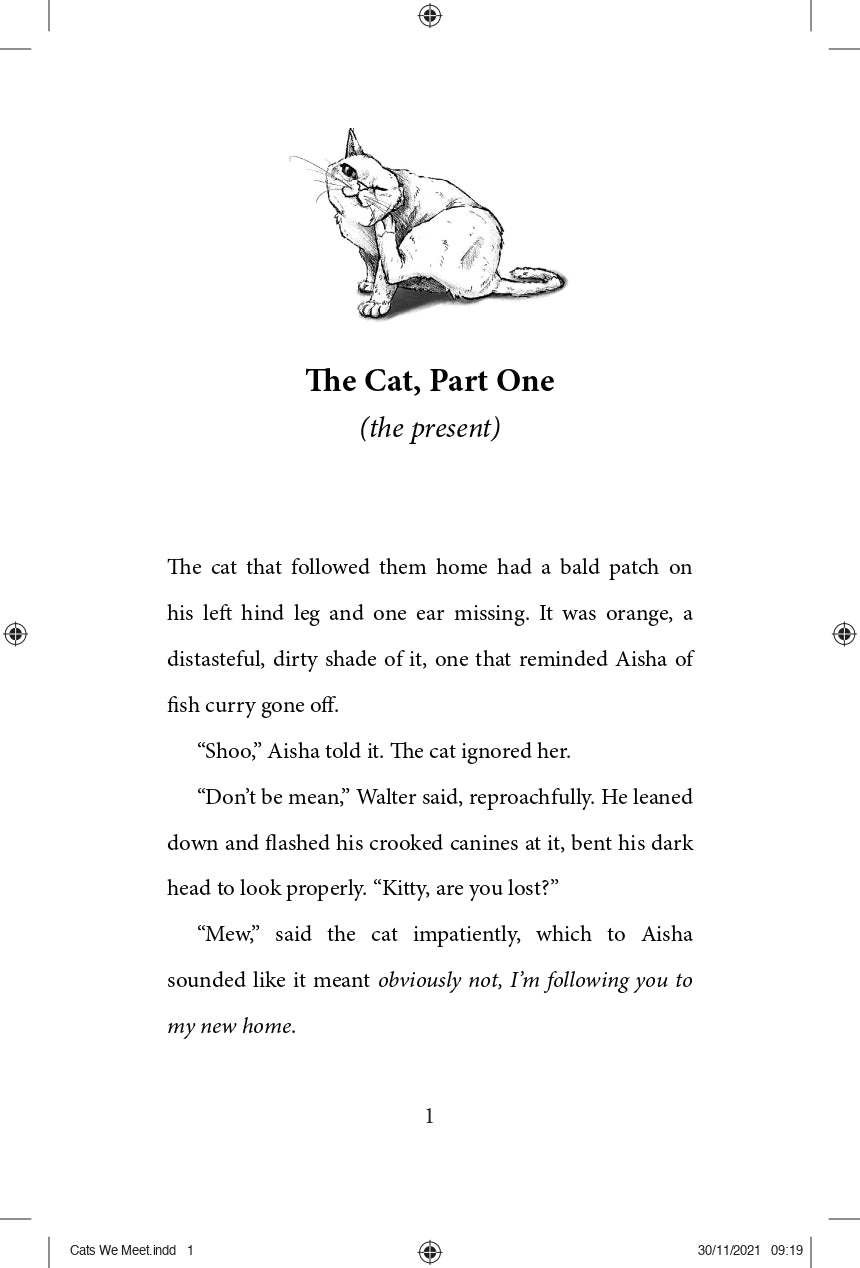 The Cat, Part One
(the present)
The cat that followed them home had a bald patch on
his left hind leg and one ear missing. It was orange, a
distasteful, dirty shade of it, one that reminded Aisha of
fish curry gone off.
“Shoo,” Aisha told it. The cat ignored her.
“Don’t be mean,” Walter said, reproachfully. He leaned
down and flashed his crooked canines at it, bent his dark
head to look properly. “Kitty, are you lost?”
“Mew,” said the cat impatiently, which to Aisha
sounded like it meant obviously not, I’m following you to
my new home.
1
Cats We Meet.indd 1 30/11/2021 09:19